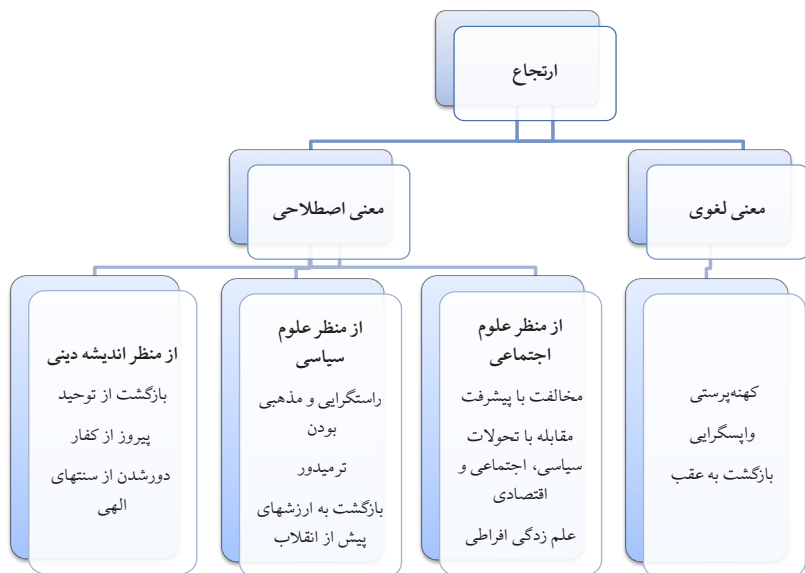 ارتجاع
معنی لغوی
معنی اصطلاحی
کهنه‌پرستی
واپسگرایی
بازگشت به عقب
از منظر علوم
اجتماعی
مخالفت با پیشرفت
مقابله با تحولات
سیاسی، اجتماعی و
اقتصادی
علم زدگی افراطی
از منظر علوم
سیاسی
راستگرایی و مذهبی
بودن
ترمیدور
بازگشت به ارزشهای
پیش از انقلاب
از منظر اندیشه دینی
بازگشت از توحید
پیروز از کفار
دورشدن از سنتهای
الهی